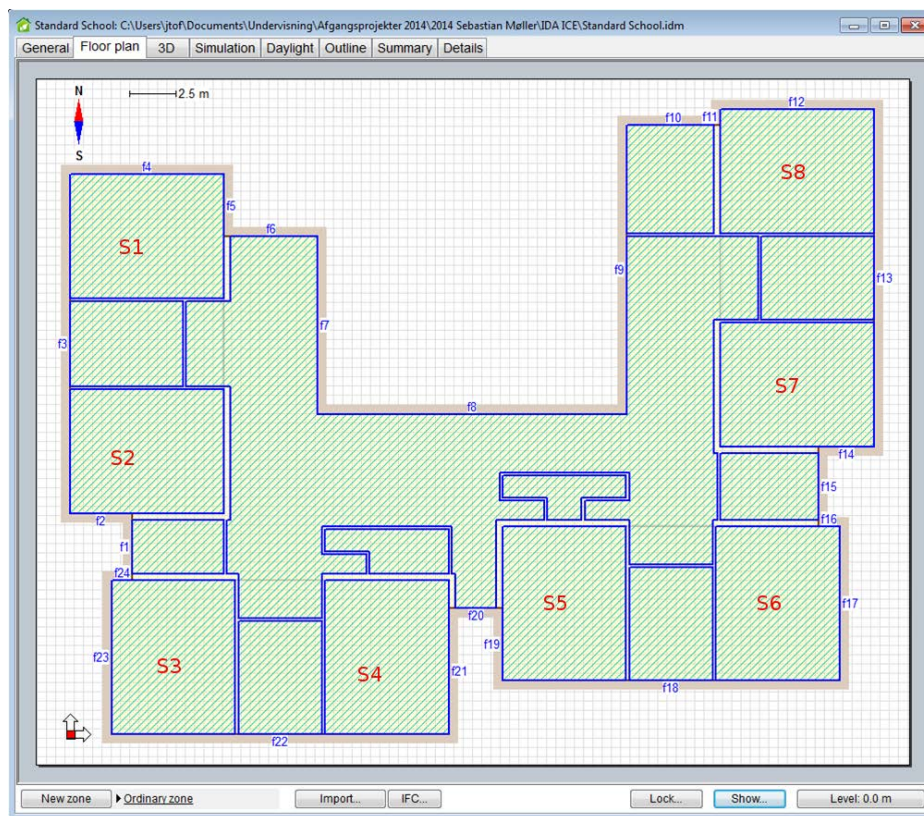 Standard School: C:\Users\jtof\Documents\Undervisning\Afgangsprojekter 2014\2014 Sebastian Møller\IDA ICE\Standard School.idm
General Floor plan 3D Simulation Daylight Outline Summary Details
N 2.5 m
S
f12
f10 f11
f4
S8
f5
f6
S1
f9 f13
f7
f3
S7
f8
S2
f14
f15
f2 f16
f1
f24
S5 S6 f17
f20
f19
f23 S3 S4 f21
f18
f22
New zone Ordinary zone Import... IFC... Lock... Show... Level: 0.0 m